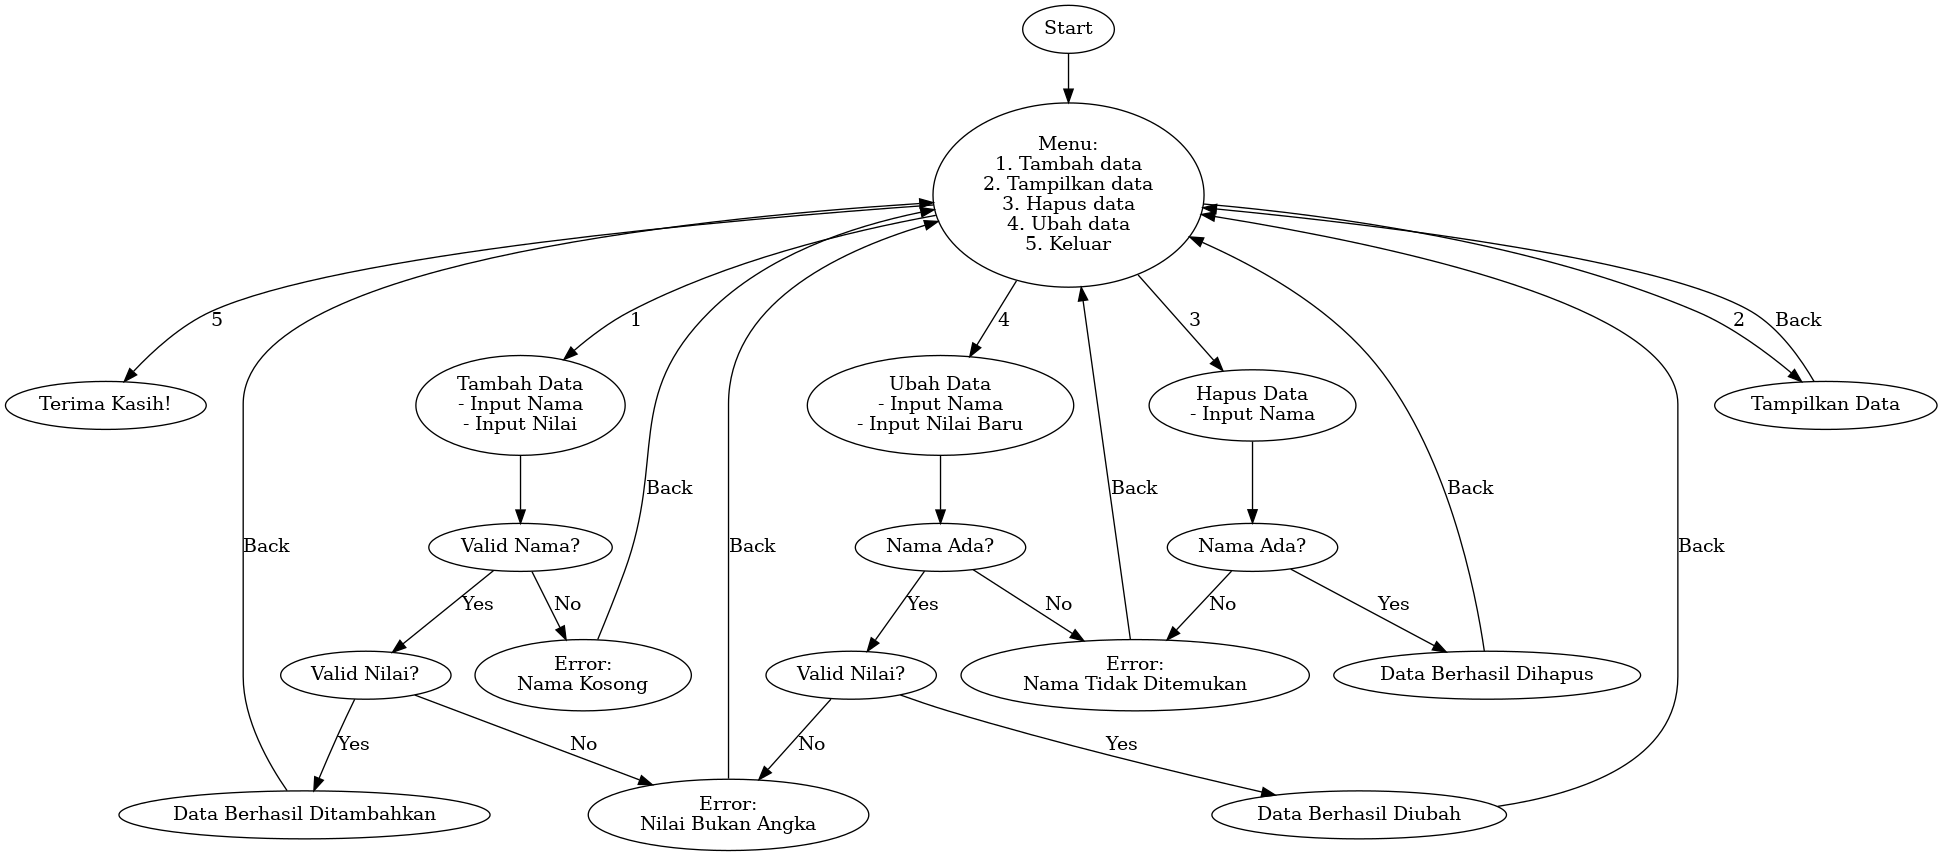 Start
Menu:
1. Tambah data
2. Tampilkan data
3. Hapus data
4. Ubah data
5. Keluar
5
1
4
3
2
Back
Terima Kasih!
Tambah Data
- Input Nama
- Input Nilai
Ubah Data
- Input Nama
- Input Nilai Baru
Hapus Data
- Input Nama
Tampilkan Data
Back
Back
Back
Back
Back
Back
Valid Nama?
Nama Ada?
Nama Ada?
Yes
No
Yes
No
No
Yes
Valid Nilai?
Error:
Nama Kosong
Valid Nilai?
Error:
Nama Tidak Ditemukan
Data Berhasil Dihapus
Yes
No
No
Yes
Data Berhasil Ditambahkan
Error:
Nilai Bukan Angka
Data Berhasil Diubah